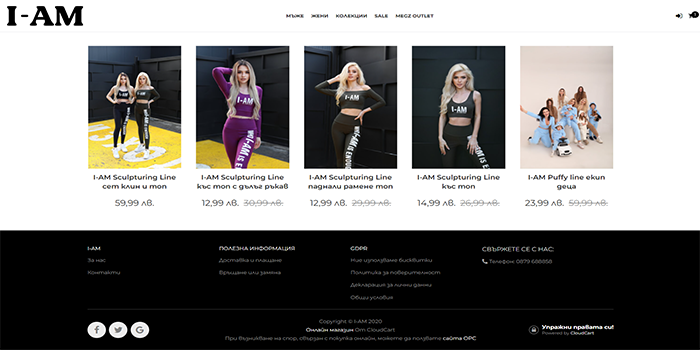 I-AM
МЪЖЕ ЖЕНИ КОЛЕКЦИИ SALE MEGZ OUTLET
I-AM
I-AM
I-AM
I-AM
I-AM Sculpturing Line
сет клин и топ
59,99 лв.
I-AM Sculpturing Line
къс топ с дълъг ръкав
12,99 лв. 30,99 лв.
I-AM Sculpturing Line
паднали рамене топ
12,99 лв. 29,99 лв.
I-AM Sculpturing Line
къс топ
14,99 лв. 26,99 лв.
I-AM Puffy line екип
деца
23,99 лв. 59,99 лв.
I-AM
За нас
Контакти
ПОЛЕЗНА ИНФОРМАЦИЯ
Доставка и плащане
Връщане или замяна
GDPR
Ние използваме бисквитки
Политика за поверителност
Декларация за лични данни
Общи условия
СВЪРЖЕТЕ СЕ С НАС:
Телефон: 0879 688858
Copyright © I-AM 2020
Онлайн магазин От CloudCart
При възникване на спор, свързан с покупка онлайн, можете да ползвате сайта ОРС
Упражни правата си!
Powered by CloudCart